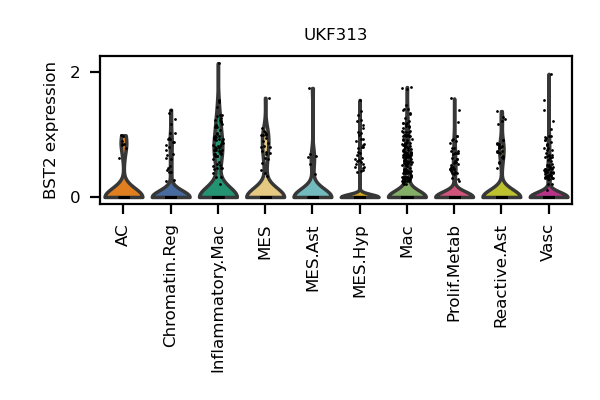 UKF313
BST2 expression
2
0
AC
Chromatin.Reg
Inflammatory.Mac
MES
MES.Ast
MES.Hyp
Mac
Prolif.Metab
Reactive.Ast
Vasc